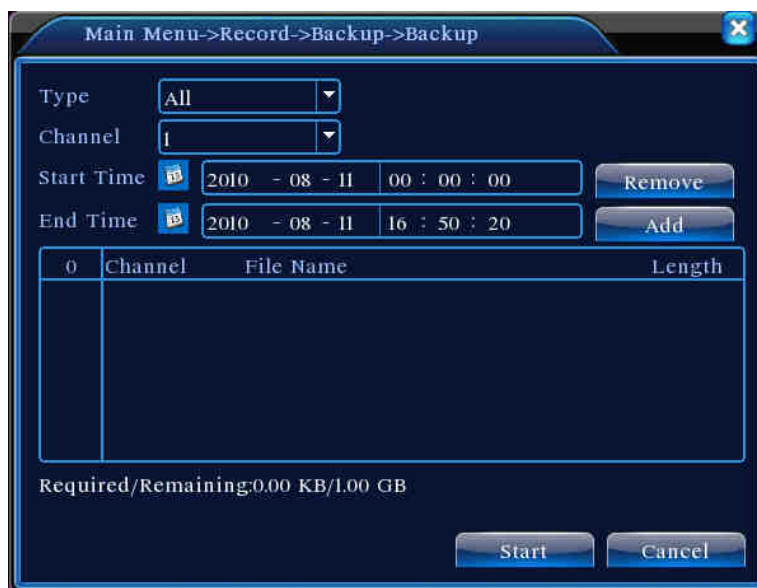 Main Menu->Record->Backup->Backup
Type All
Channel 1
Start Time 2010 - 08 - 11 00 : 00 : 00 Remove
End Time 2010 - 08 - 11 16 : 50 : 20 Add
0 Channel File Name Length
Required/Remaining:0.00 KB/1.00 GB
Start Cancel